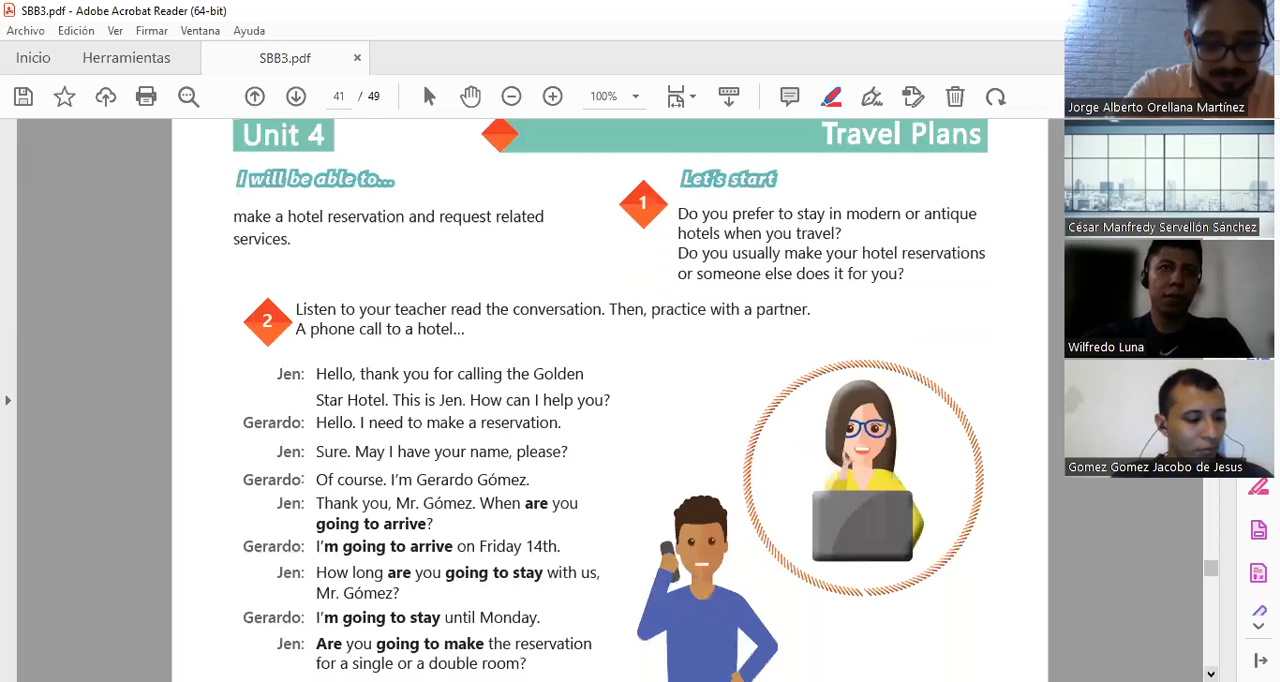 SBB3.pdf - Adobe Acrobat Reader (64-bit)
Archivo Edición Ver Firmar Ventana Ayuda
Inicio Herramientas SBB3.pdf ×
41 / 49 100%
Unit 4
Travel Plans
I will be able to...
make a hotel reservation and request related
services.
Let's start
1
Do you prefer to stay in modern or antique
hotels when you travel?
Do you usually make your hotel reservations
or someone else does it for you?
2
Listen to your teacher read the conversation. Then, practice with a partner.
A phone call to a hotel...
Jen: Hello, thank you for calling the Golden
Star Hotel. This is Jen. How can I help you?
Gerardo: Hello. I need to make a reservation.
Jen: Sure. May I have your name, please?
Gerardo: Of course. I'm Gerardo Gómez.
Jen: Thank you, Mr. Gómez. When are you
going to arrive?
Gerardo: I'm going to arrive on Friday 14th.
Jen: How long are you going to stay with us,
Mr. Gómez?
Gerardo: I'm going to stay until Monday.
Jen: Are you going to make the reservation
for a single or a double room?
Jorge Alberto Orellana Martínez
César Manfredy Servellón Sánchez
Wilfredo Luna
Gomez Gomez Jacobo de Jesus